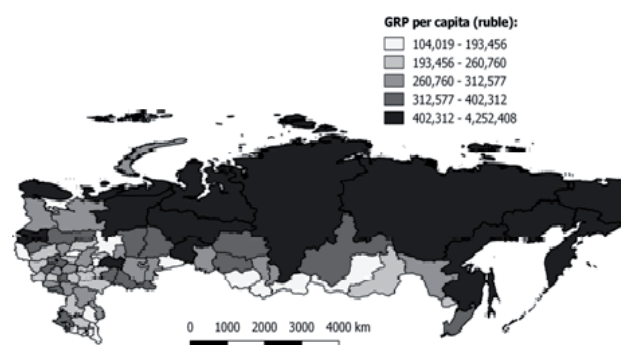 GRP per capita (ruble):
104,019 - 193,456
193,456 - 260,760
260,760 - 312,577
312,577 - 402,312
402,312 - 4,252,408
0 1000 2000 3000 4000 km